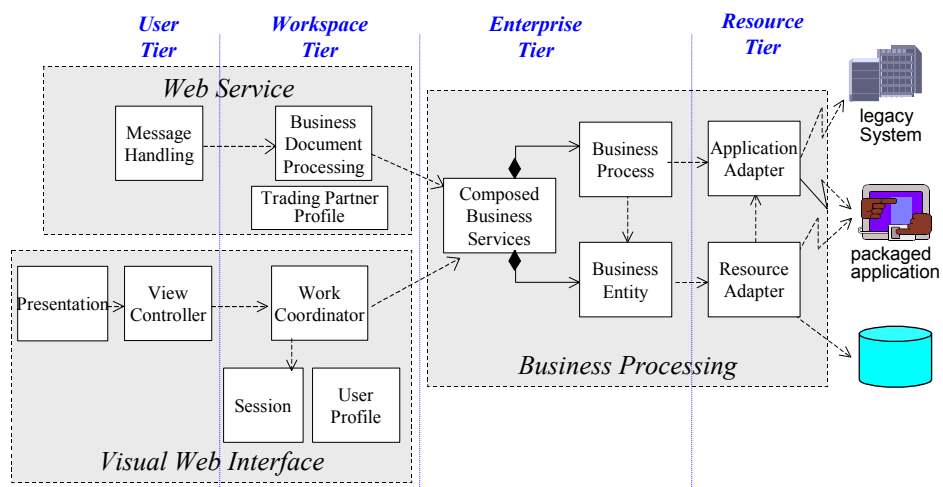 User
Tier
Workspace
Tier
Enterprise
Tier
Resource
Tier
Web Service
Message
Handling
Business
Document
Processing
Trading Partner
Profile
Composed
Business
Services
Business
Process
Application
Adapter
legacy
System
Presentation
View
Controller
Work
Coordinator
Business
Entity
Resource
Adapter
packaged
application
Session
User
Profile
Business Processing
Visual Web Interface